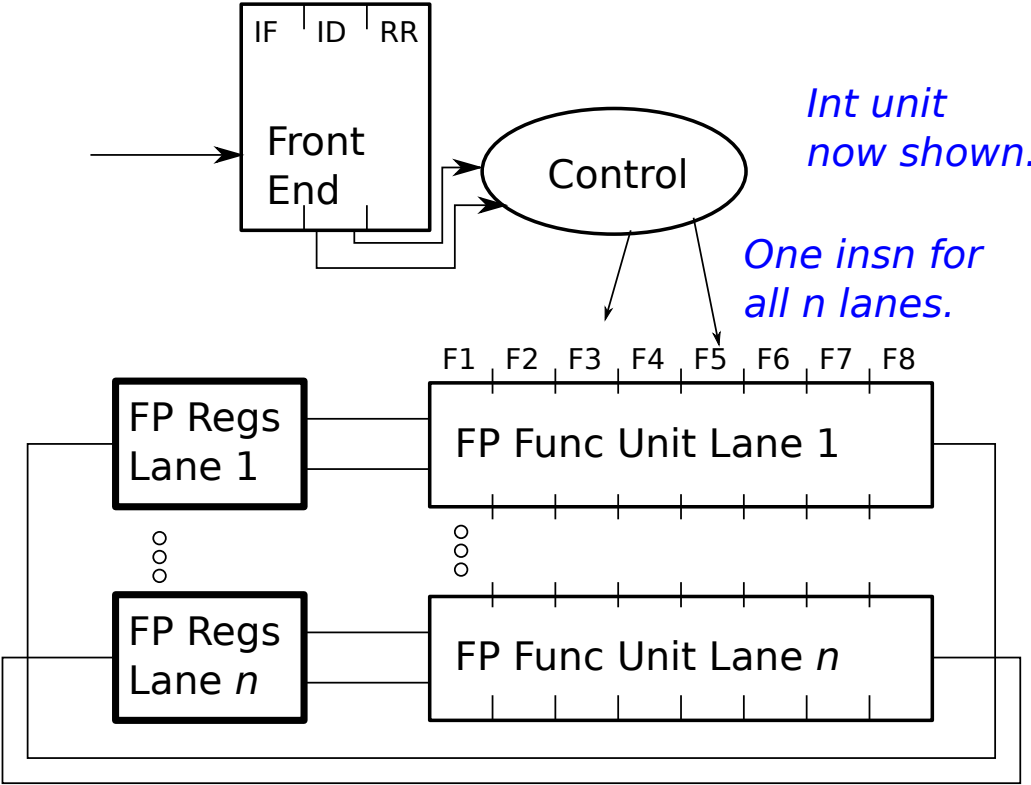 IF ID RR
Front
End
Control
Int unit
now shown.
One insn for
all n lanes.
F1 F2 F3 F4 F5 F6 F7 F8
FP Regs
Lane 1
FP Func Unit Lane 1
FP Regs
Lane n
FP Func Unit Lane n